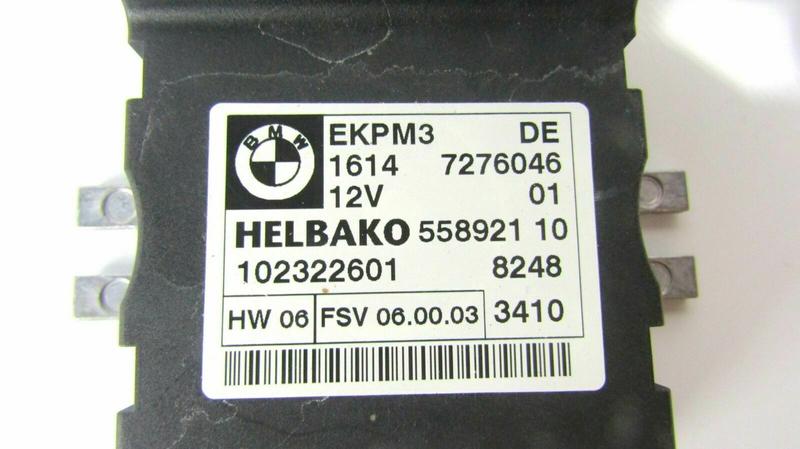 BMW
EKPM3 DE
1614 7276046
12V 01
HELBAKO 558921 10
102322601 8248
HW 06 FSV 06.00.03 3410